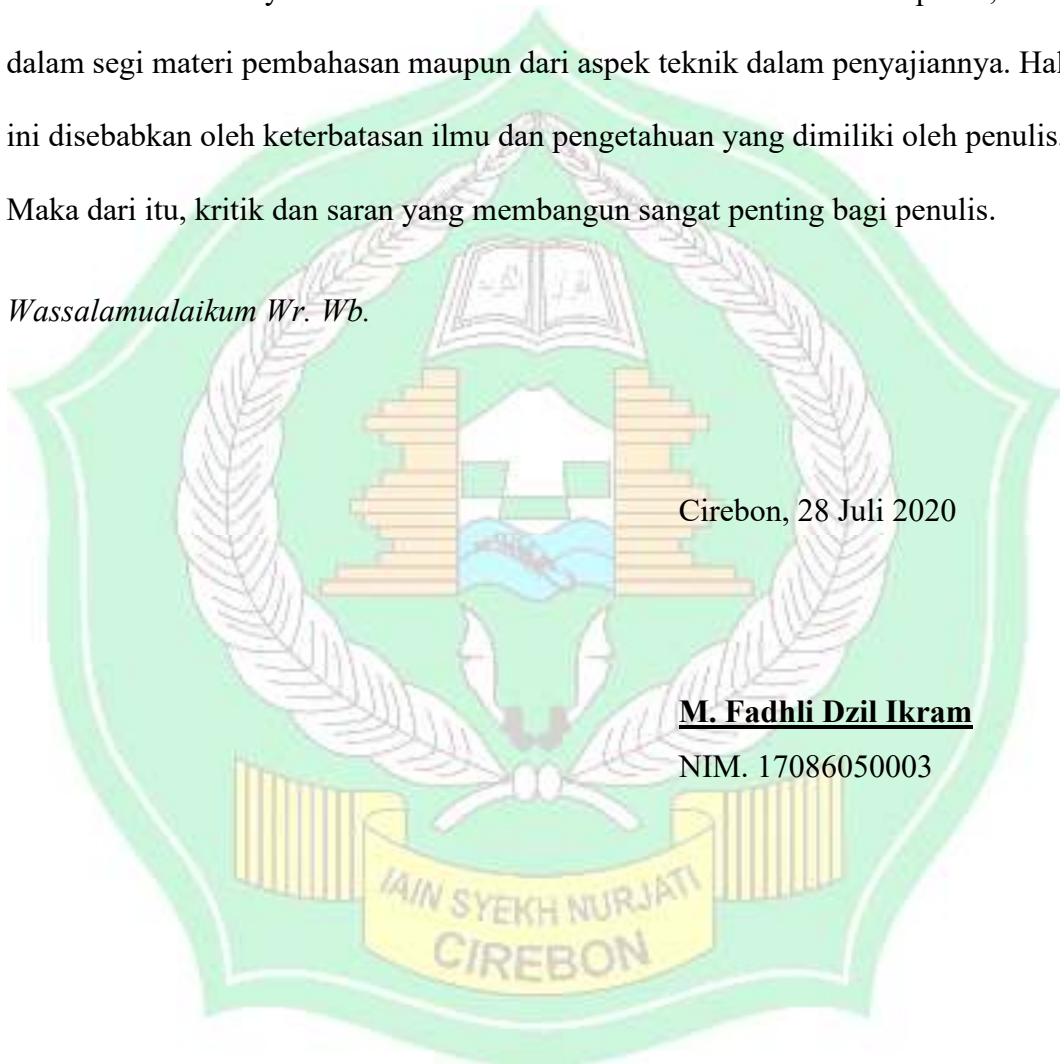 dalam segi materi pembahasan maupun dari aspek teknik dalam penyajiannya. Hal
ini disebabkan oleh keterbatasan ilmu dan pengetahuan yang dimiliki oleh penulis.
Maka dari itu, kritik dan saran yang membangun sangat penting bagi penulis.
Wassalamualaikum Wr. Wb.
Cirebon, 28 Juli 2020
M. Fadhli Dzil Ikram
NIM. 17086050003
IAIN SYEKH NURJATI
CIREBON